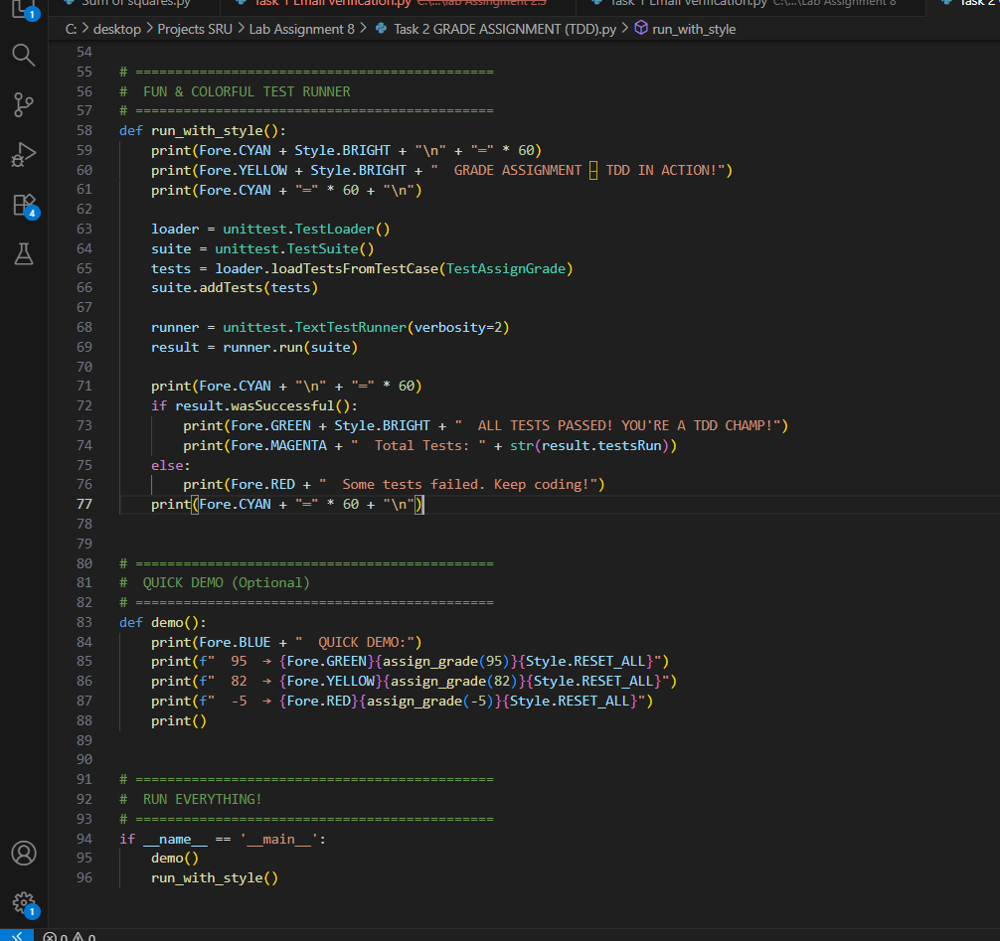 Sum of squares.py Task 1 Email verification.py C:\...\lab Assingment 2.3 Task 1 Email verification.py C:\...\Lab Assignment 8 Task 2
C: > desktop > Projects SRU > Lab Assignment 8 > Task 2 GRADE ASSIGNMENT (TDD).py > run_with_style
54
55 # =============================================
56 #  FUN & COLORFUL TEST RUNNER
57 # =============================================
58 def run_with_style():
59     print(Fore.CYAN + Style.BRIGHT + "\n" + "═" * 60)
60     print(Fore.YELLOW + Style.BRIGHT + "  GRADE ASSIGNMENT – TDD IN ACTION!")
61     print(Fore.CYAN + "═" * 60 + "\n")
62
63     loader = unittest.TestLoader()
64     suite = unittest.TestSuite()
65     tests = loader.loadTestsFromTestCase(TestAssignGrade)
66     suite.addTests(tests)
67
68     runner = unittest.TextTestRunner(verbosity=2)
69     result = runner.run(suite)
70
71     print(Fore.CYAN + "\n" + "═" * 60)
72     if result.wasSuccessful():
73         print(Fore.GREEN + Style.BRIGHT + "  ALL TESTS PASSED! YOU'RE A TDD CHAMP!")
74         print(Fore.MAGENTA + "  Total Tests: " + str(result.testsRun))
75     else:
76         print(Fore.RED + "  Some tests failed. Keep coding!")
77     print(Fore.CYAN + "═" * 60 + "\n")
78
79
80 # =============================================
81 #  QUICK DEMO (Optional)
82 # =============================================
83 def demo():
84     print(Fore.BLUE + "  QUICK DEMO:")
85     print(f"  95  → {Fore.GREEN}{assign_grade(95)}{Style.RESET_ALL}")
86     print(f"  82  → {Fore.YELLOW}{assign_grade(82)}{Style.RESET_ALL}")
87     print(f"  -5  → {Fore.RED}{assign_grade(-5)}{Style.RESET_ALL}")
88     print()
89
90
91 # =============================================
92 #  RUN EVERYTHING!
93 # =============================================
94 if __name__ == '__main__':
95     demo()
96     run_with_style()
1
4
1
0 0